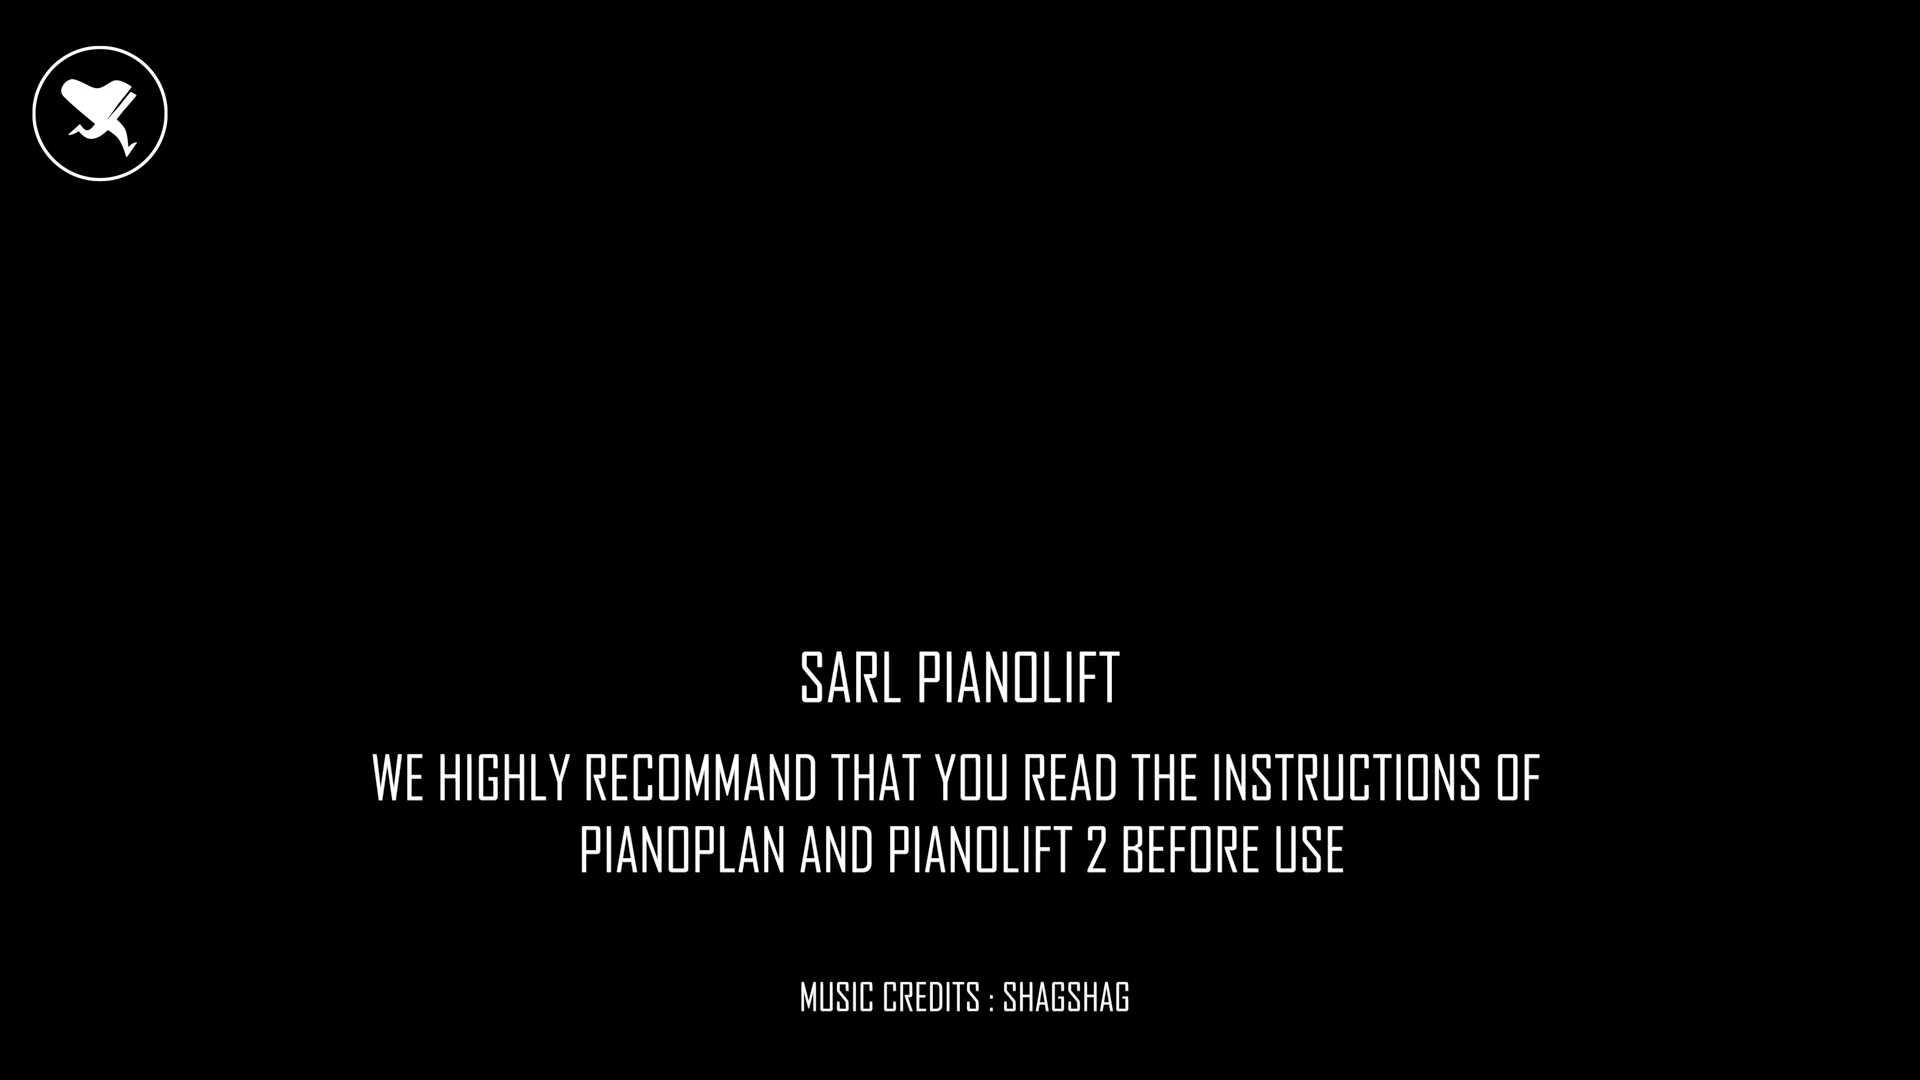 SARL PIANOLIFT
WE HIGHLY RECOMMAND THAT YOU READ THE INSTRUCTIONS OF
PIANOPLAN AND PIANOLIFT 2 BEFORE USE
MUSIC CREDITS : SHAGSHAG